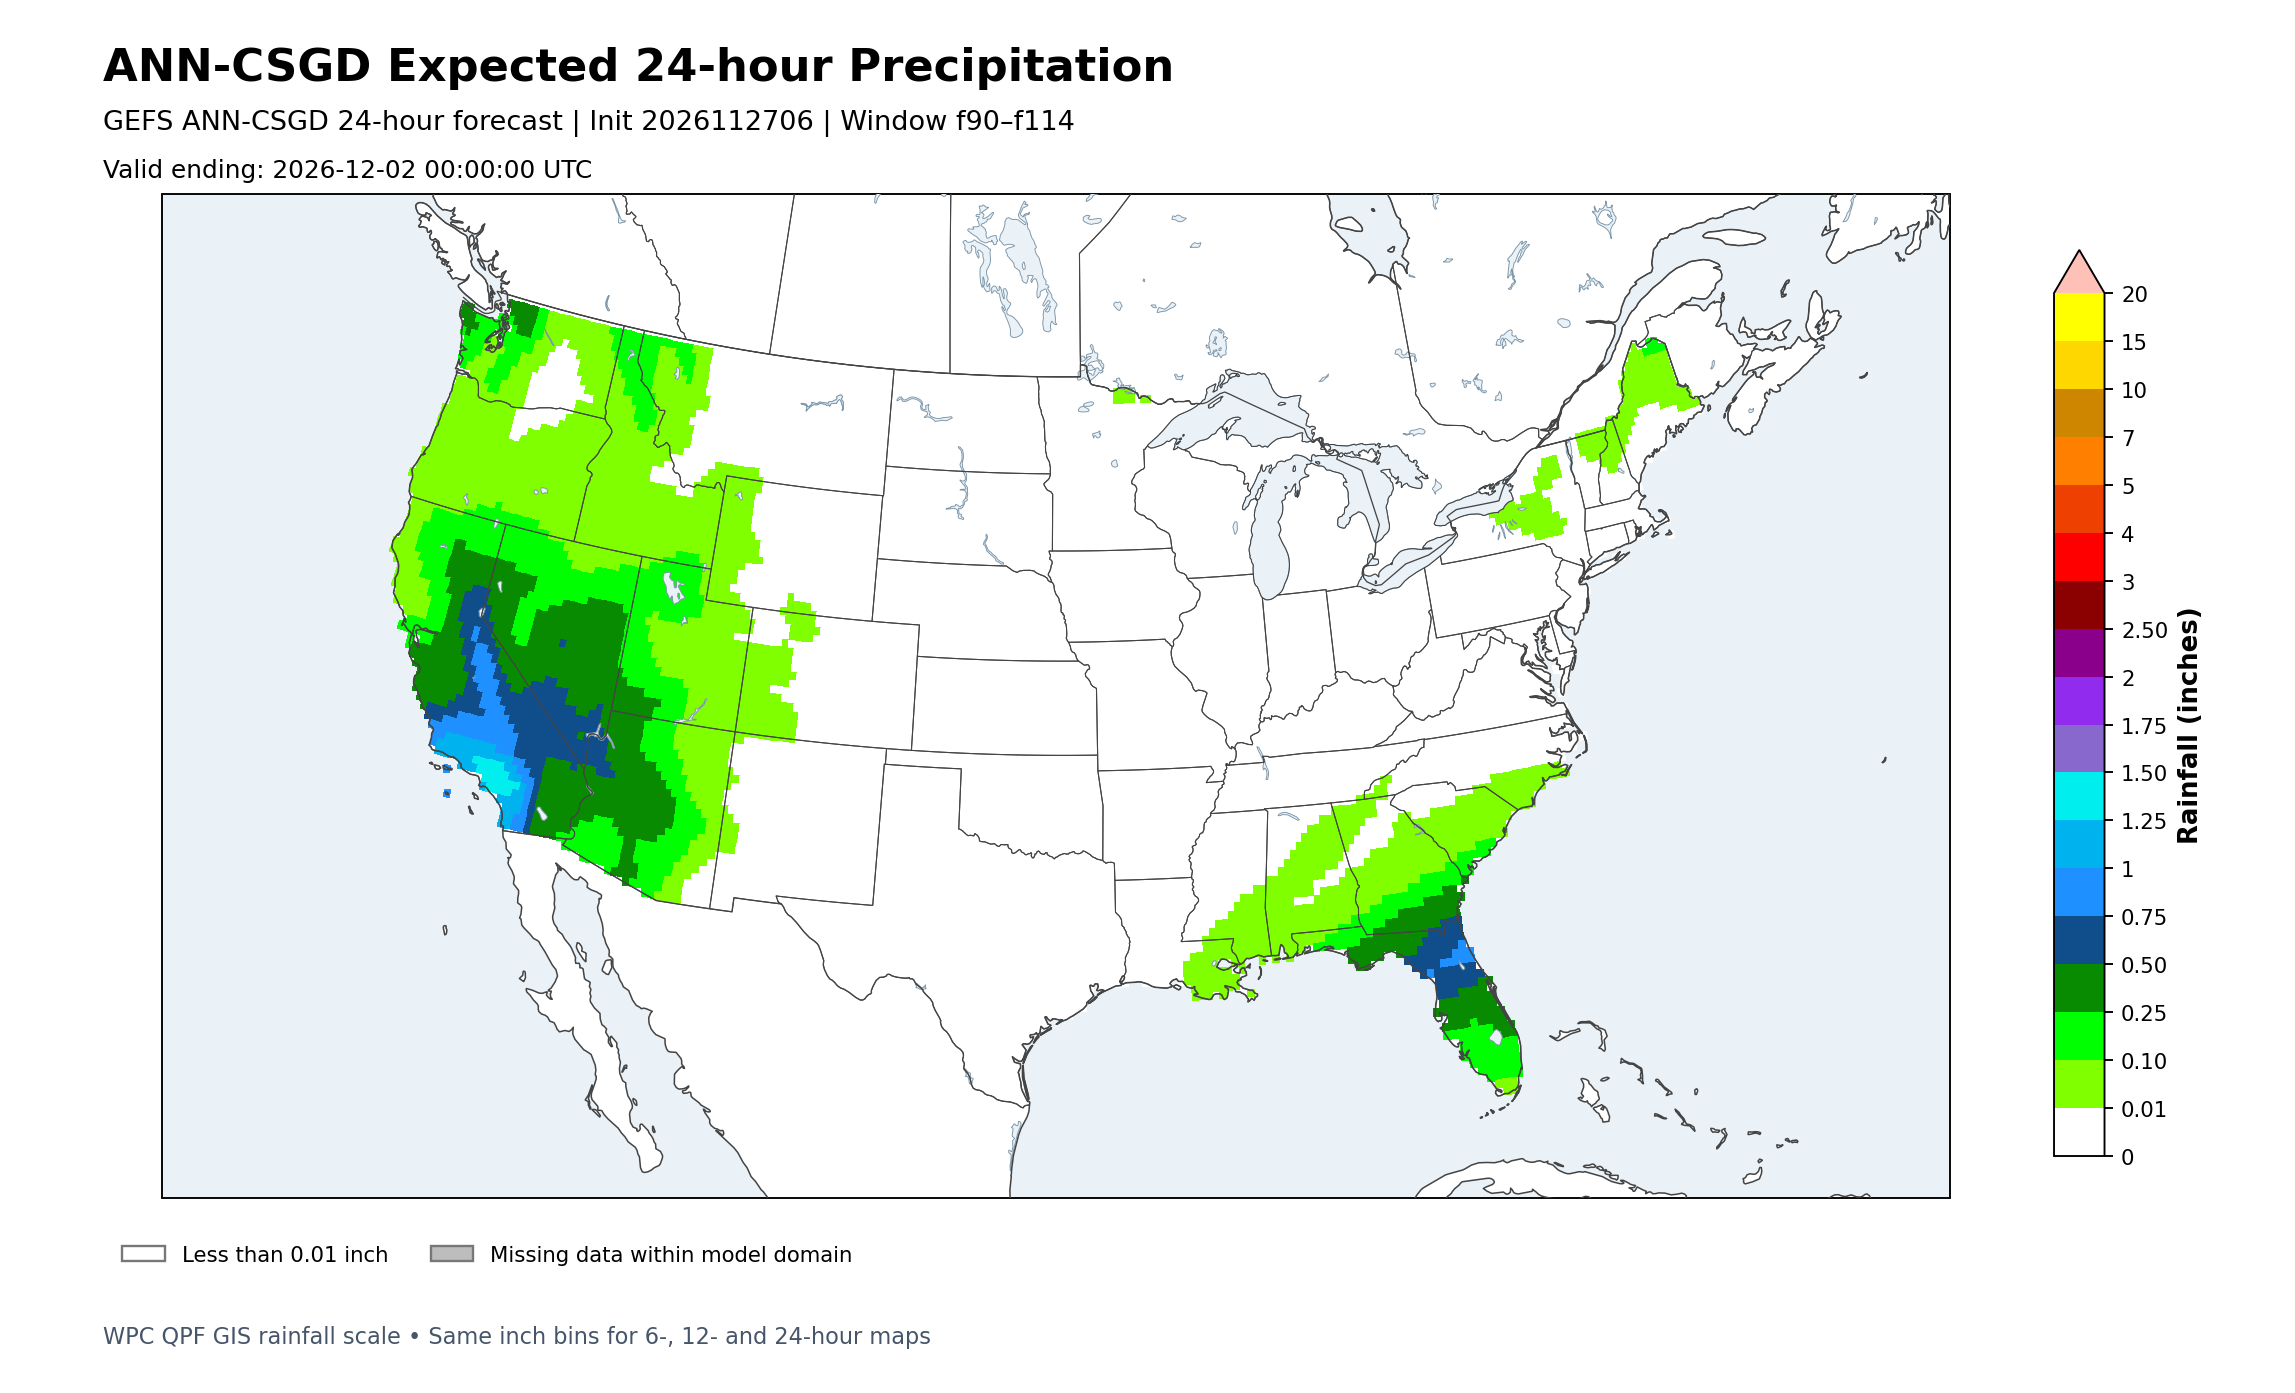 ANN-CSGD Expected 24-hour Precipitation
GEFS ANN-CSGD 24-hour forecast | Init 2026112706 | Window f90–f114
Valid ending: 2026-12-02 00:00:00 UTC
20
15
10
7
5
4
3
2.50
2
1.75
1.50
1.25
1
0.75
0.50
0.25
0.10
0.01
0
Rainfall (inches)
Less than 0.01 inch
Missing data within model domain
WPC QPF GIS rainfall scale • Same inch bins for 6-, 12- and 24-hour maps